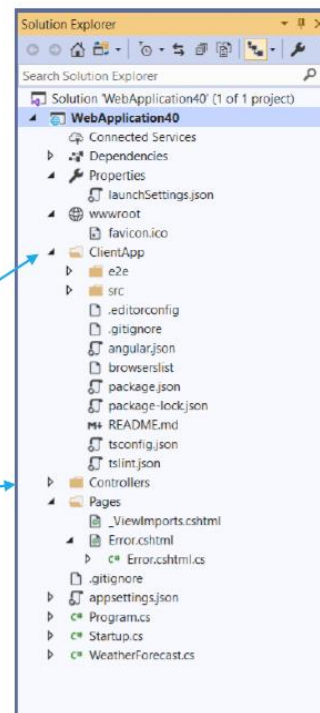 Solution Explorer
Search Solution Explorer
Solution 'WebApplication40' (1 of 1 project)
WebApplication40
Connected Services
Dependencies
Properties
launchSettings.json
wwwroot
favicon.ico
ClientApp
e2e
src
.editorconfig
.gitignore
angular.json
browserslist
package.json
package-lock.json
README.md
tsconfig.json
tslint.json
Controllers
Pages
_ViewImports.cshtml
Error.cshtml
C# Error.cshtml.cs
.gitignore
appsettings.json
C# Program.cs
C# Startup.cs
C# WeatherForecast.cs